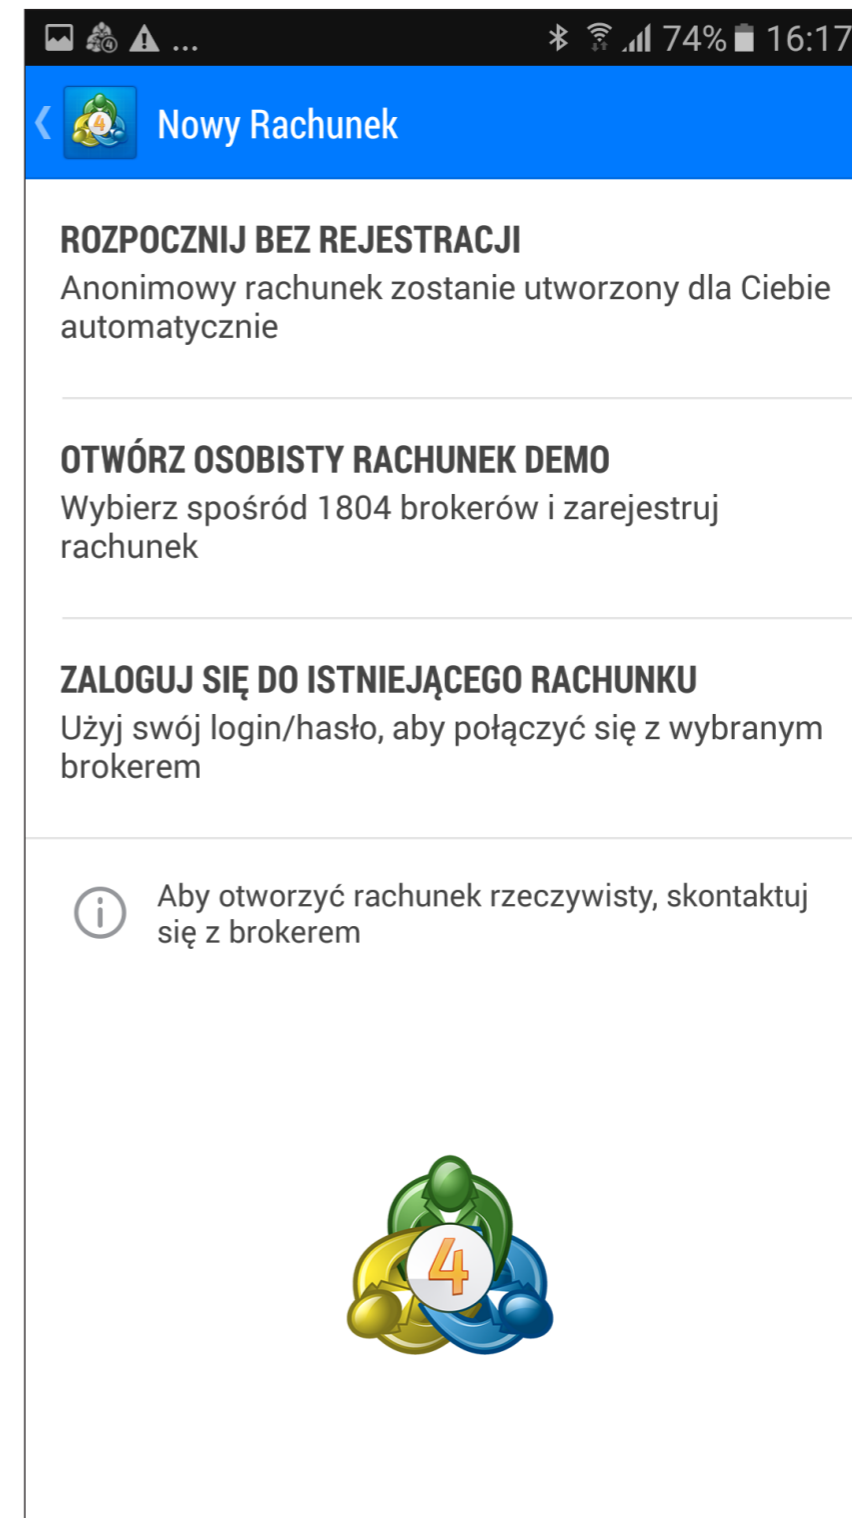 ... 74% 16:17
Nowy Rachunek
ROZPOCZNIJ BEZ REJESTRACJI
Anonimowy rachunek zostanie utworzony dla Ciebie
automatycznie
OTWÓRZ OSOBISTY RACHUNEK DEMO
Wybierz spośród 1804 brokerów i zarejestruj
rachunek
ZALOGUJ SIĘ DO ISTNIEJĄCEGO RACHUNKU
Użyj swój login/hasło, aby połączyć się z wybranym
brokerem
Aby otworzyć rachunek rzeczywisty, skontaktuj
się z brokerem
4